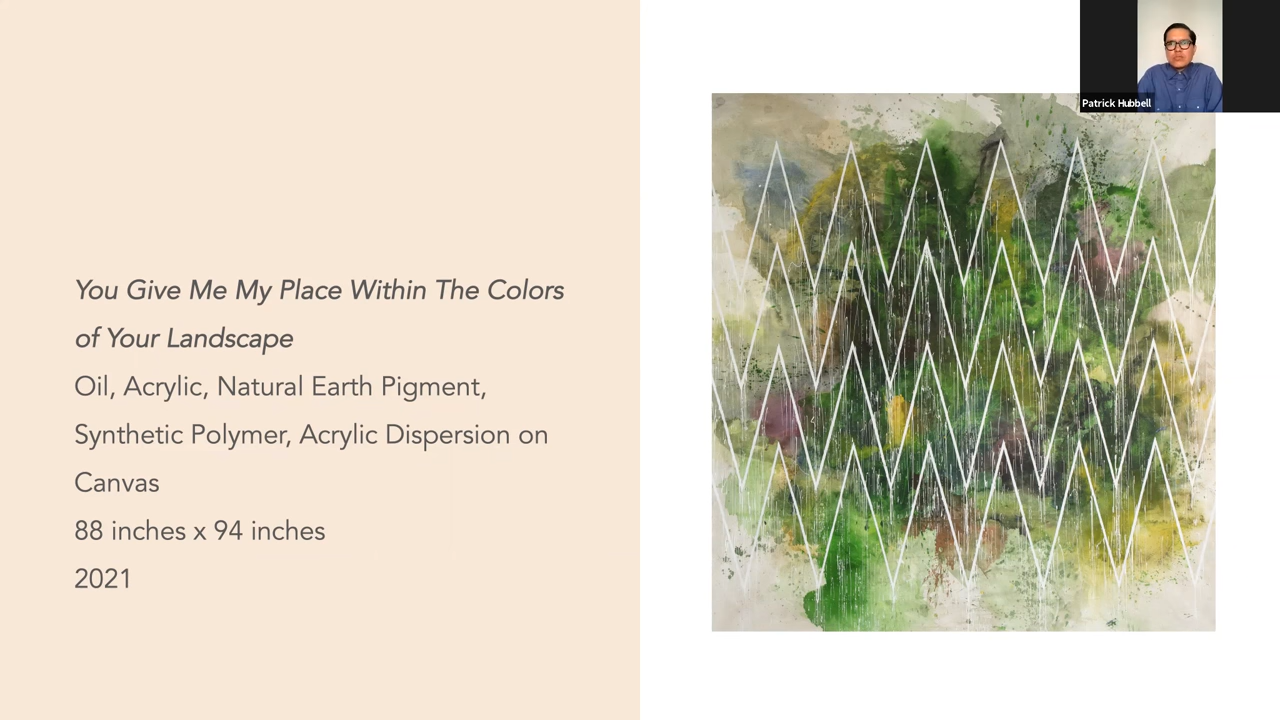 Patrick Hubbell
You Give Me My Place Within The Colors
of Your Landscape
Oil, Acrylic, Natural Earth Pigment,
Synthetic Polymer, Acrylic Dispersion on
Canvas
88 inches x 94 inches
2021